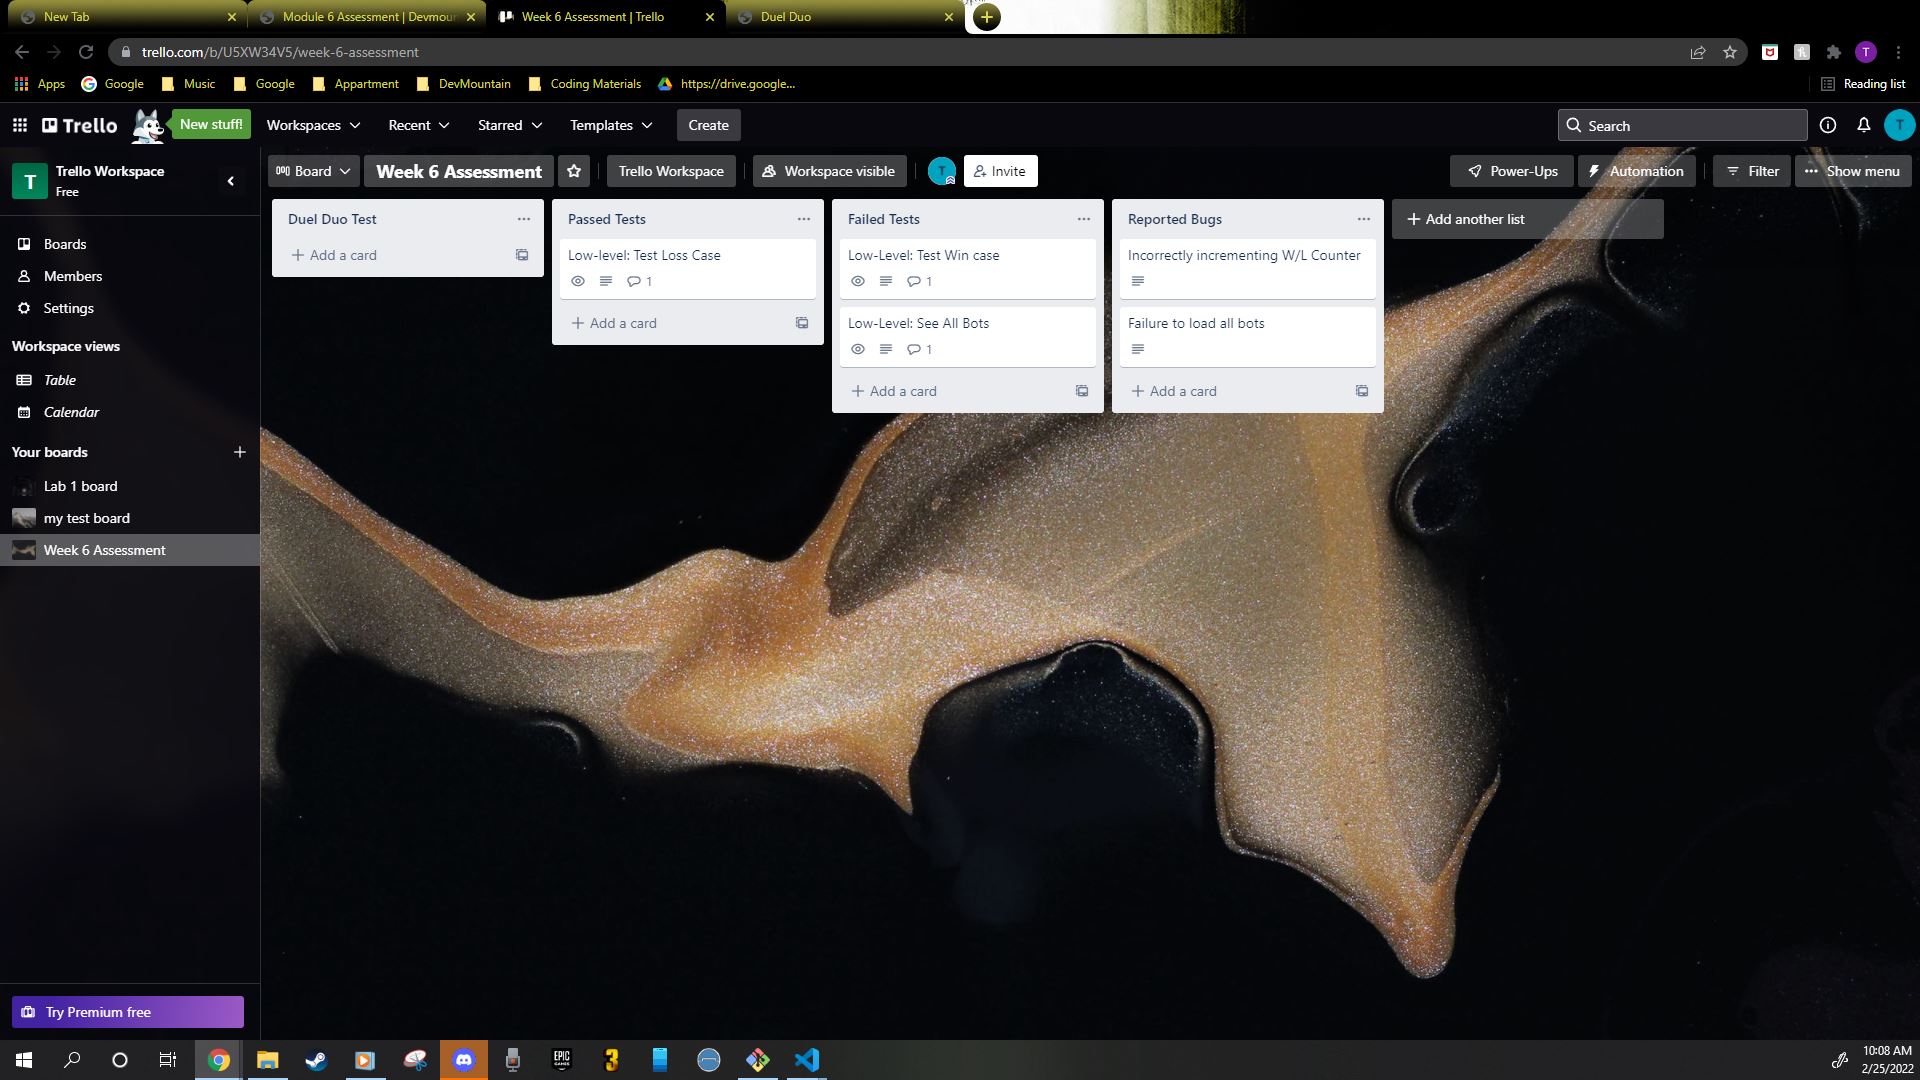 New Tab
Module 6 Assessment | Devmoun
Week 6 Assessment | Trello
Duel Duo
trello.com/b/U5XW34V5/week-6-assessment
T
Apps
Google
Music
Google
Appartment
DevMountain
Coding Materials
https://drive.google...
Reading list
Trello
New stuff!
Workspaces
Recent
Starred
Templates
Create
Search
T
T
Trello Workspace
Free
Board
Week 6 Assessment
Trello Workspace
Workspace visible
T
Invite
Power-Ups
Automation
Filter
Show menu
Boards
Members
Settings
Workspace views
Table
Calendar
Your boards
Lab 1 board
my test board
Week 6 Assessment
Try Premium free
Duel Duo Test
Add a card
Passed Tests
Low-level: Test Loss Case
1
Add a card
Failed Tests
Low-Level: Test Win case
1
Low-Level: See All Bots
1
Add a card
Reported Bugs
Incorrectly incrementing W/L Counter
Failure to load all bots
Add a card
Add another list
EPIC
GAMES
3
10:08 AM
2/25/2022